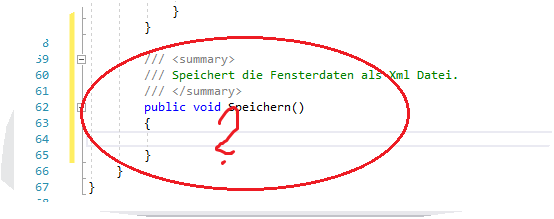 }
}
8
59 /// <summary>
60 /// Speichert die Fensterdaten als Xml Datei.
61 /// </summary>
62 public void Speichern()
63 {
64
65 }
66 }
67 }
?